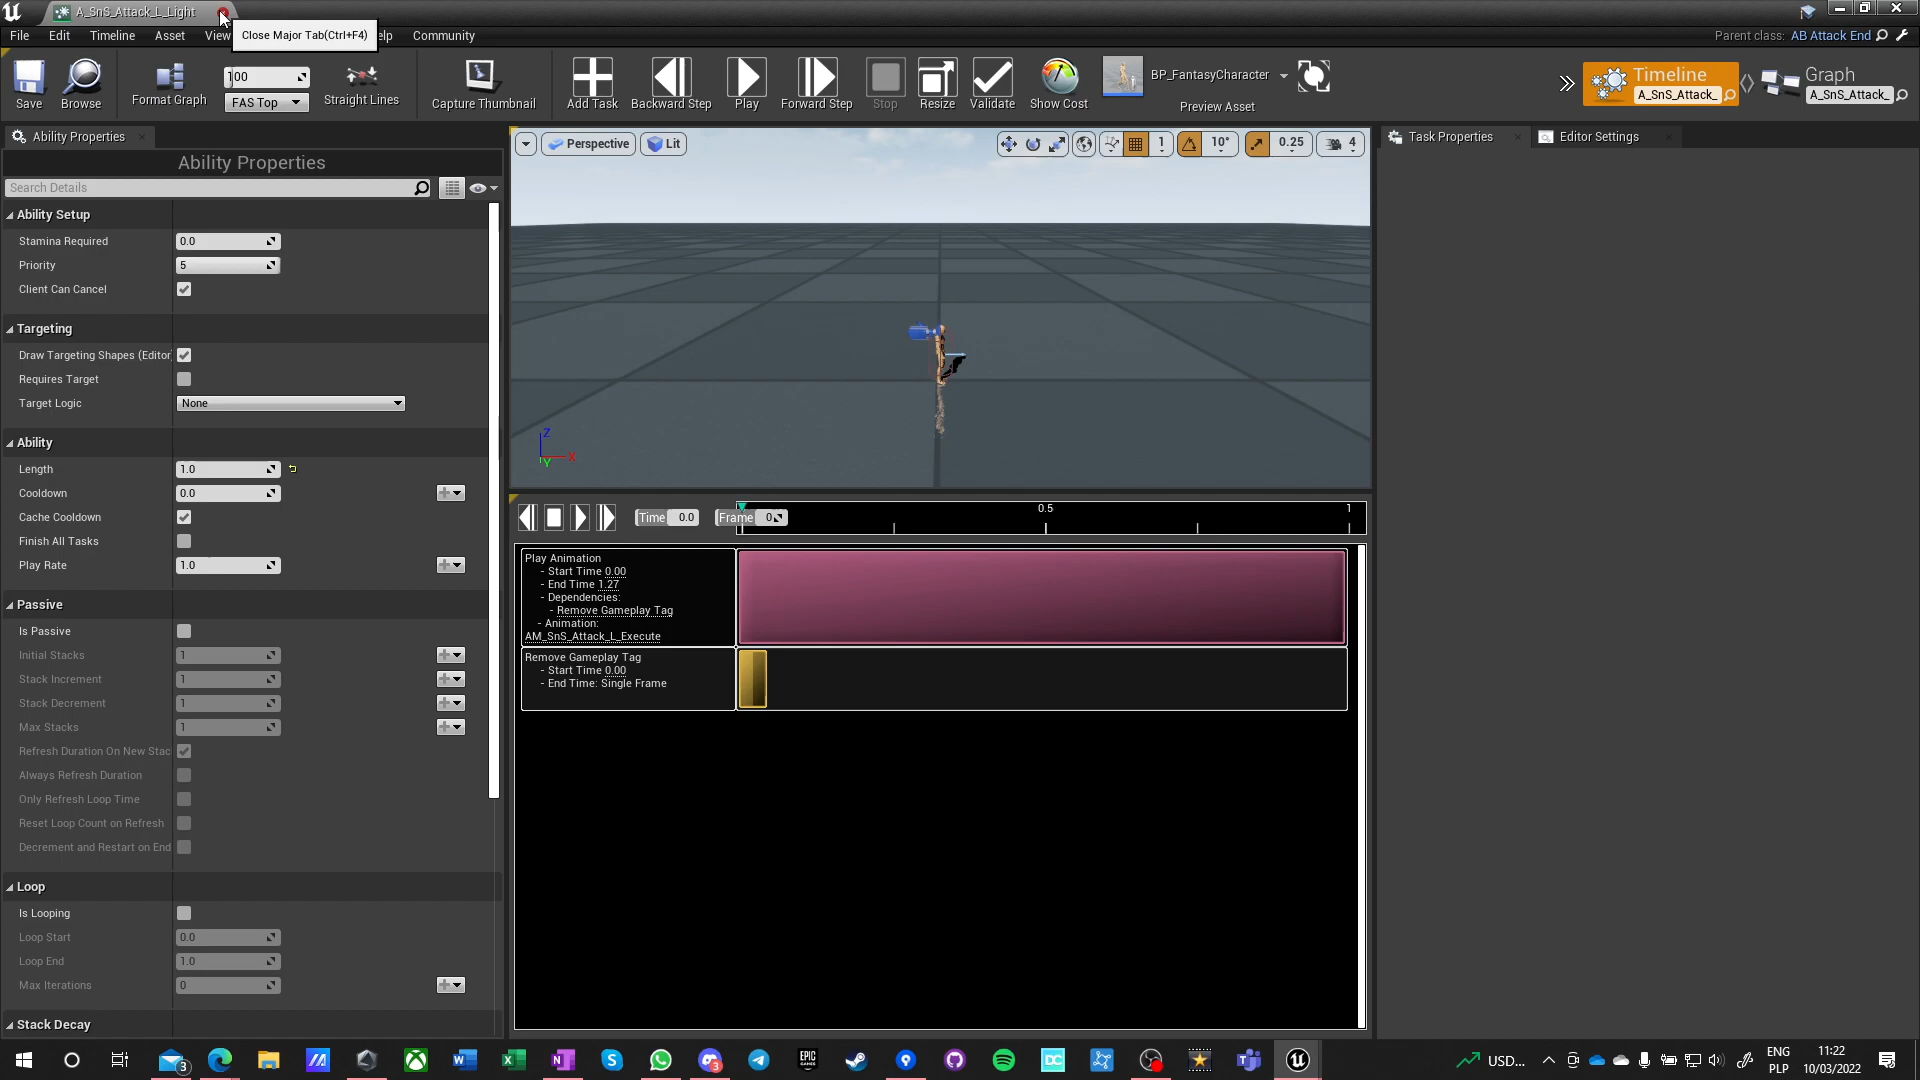 A_SnS_Attack_L_Light
File Edit Timeline Asset View elp Community
Close Major Tab(Ctrl+F4)
Parent class: AB Attack End
Save
Browse
Format Graph
100
FAS Top
Straight Lines
Capture Thumbnail
Add Task
Backward Step
Play
Forward Step
Stop
Resize
Validate
Show Cost
BP_FantasyCharacter
Preview Asset
Timeline
A_SnS_Attack_
Graph
A_SnS_Attack_
Ability Properties
Ability Properties
Search Details
Ability Setup
Stamina Required 0.0
Priority 5
Client Can Cancel
Targeting
Draw Targeting Shapes (Editor
Requires Target
Target Logic None
Ability
Length 1.0
Cooldown 0.0
Cache Cooldown
Finish All Tasks
Play Rate 1.0
Passive
Is Passive
Initial Stacks 1
Stack Increment 1
Stack Decrement 1
Max Stacks 1
Refresh Duration On New Stac
Always Refresh Duration
Only Refresh Loop Time
Reset Loop Count on Refresh
Decrement and Restart on End
Loop
Is Looping
Loop Start 0.0
Loop End 1.0
Max Iterations 0
Stack Decay
Perspective Lit
1 10° 0.25 4
Z
X
Y
Time 0.0 Frame 0
0.5 1
Play Animation
- Start Time 0.00
- End Time 1.27
- Dependencies:
- Remove Gameplay Tag
- Animation:
AM_SnS_Attack_L_Execute
Remove Gameplay Tag
- Start Time 0.00
- End Time: Single Frame
Task Properties
Editor Settings
3
3
USD...
ENG
PLP
11:22
10/03/2022